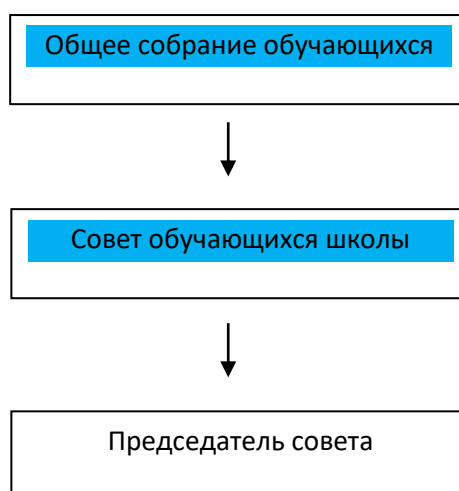 Общее собрание обучающихся
Совет обучающихся школы
Председатель совета